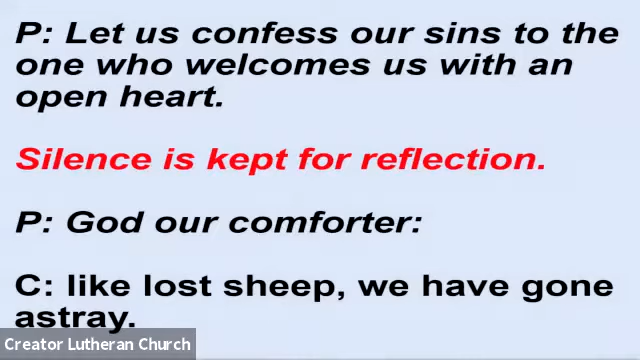 P: Let us confess our sins to the
one who welcomes us with an
open heart.
Silence is kept for reflection.
P: God our comforter:
C: like lost sheep, we have gone
astray.
Creator Lutheran Church